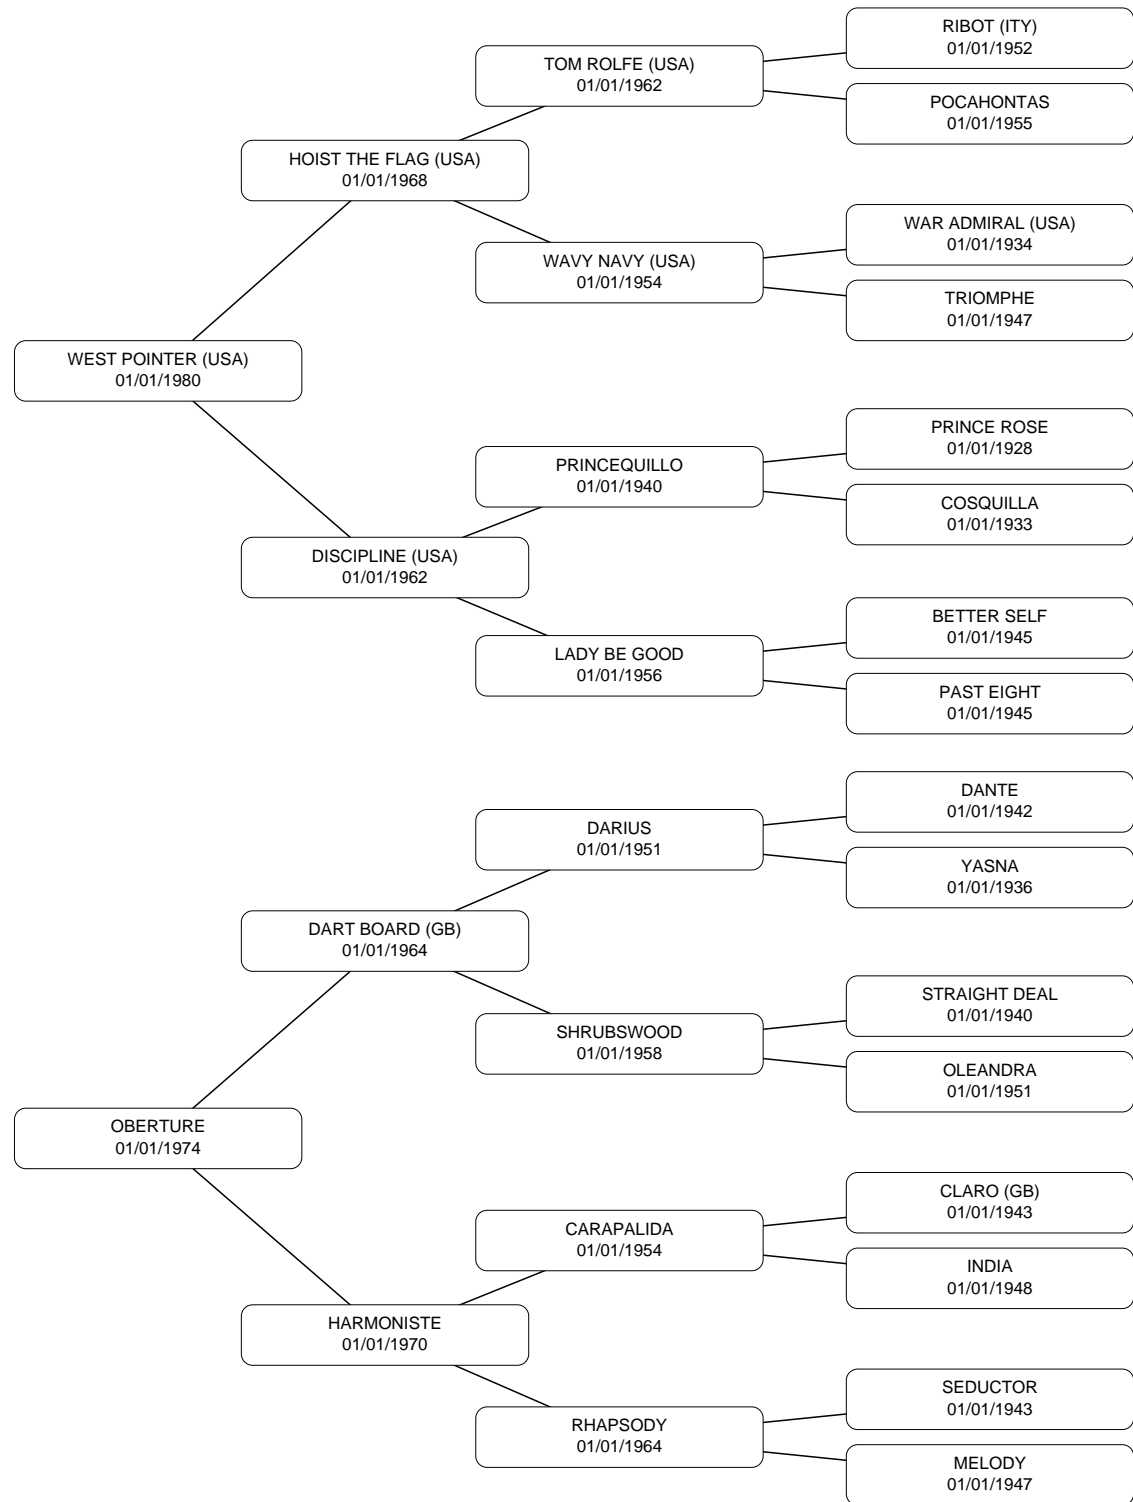 RIBOT (ITY)
01/01/1952
TOM ROLFE (USA)
01/01/1962
POCAHONTAS
01/01/1955
HOIST THE FLAG (USA)
01/01/1968
WAR ADMIRAL (USA)
01/01/1934
WAVY NAVY (USA)
01/01/1954
TRIOMPHE
01/01/1947
WEST POINTER (USA)
01/01/1980
PRINCE ROSE
01/01/1928
PRINCEQUILLO
01/01/1940
COSQUILLA
01/01/1933
DISCIPLINE (USA)
01/01/1962
BETTER SELF
01/01/1945
LADY BE GOOD
01/01/1956
PAST EIGHT
01/01/1945
DANTE
01/01/1942
DARIUS
01/01/1951
YASNA
01/01/1936
DART BOARD (GB)
01/01/1964
STRAIGHT DEAL
01/01/1940
SHRUBSWOOD
01/01/1958
OLEANDRA
01/01/1951
OBERTURE
01/01/1974
CLARO (GB)
01/01/1943
CARAPALIDA
01/01/1954
INDIA
01/01/1948
HARMONISTE
01/01/1970
SEDUCTOR
01/01/1943
RHAPSODY
01/01/1964
MELODY
01/01/1947